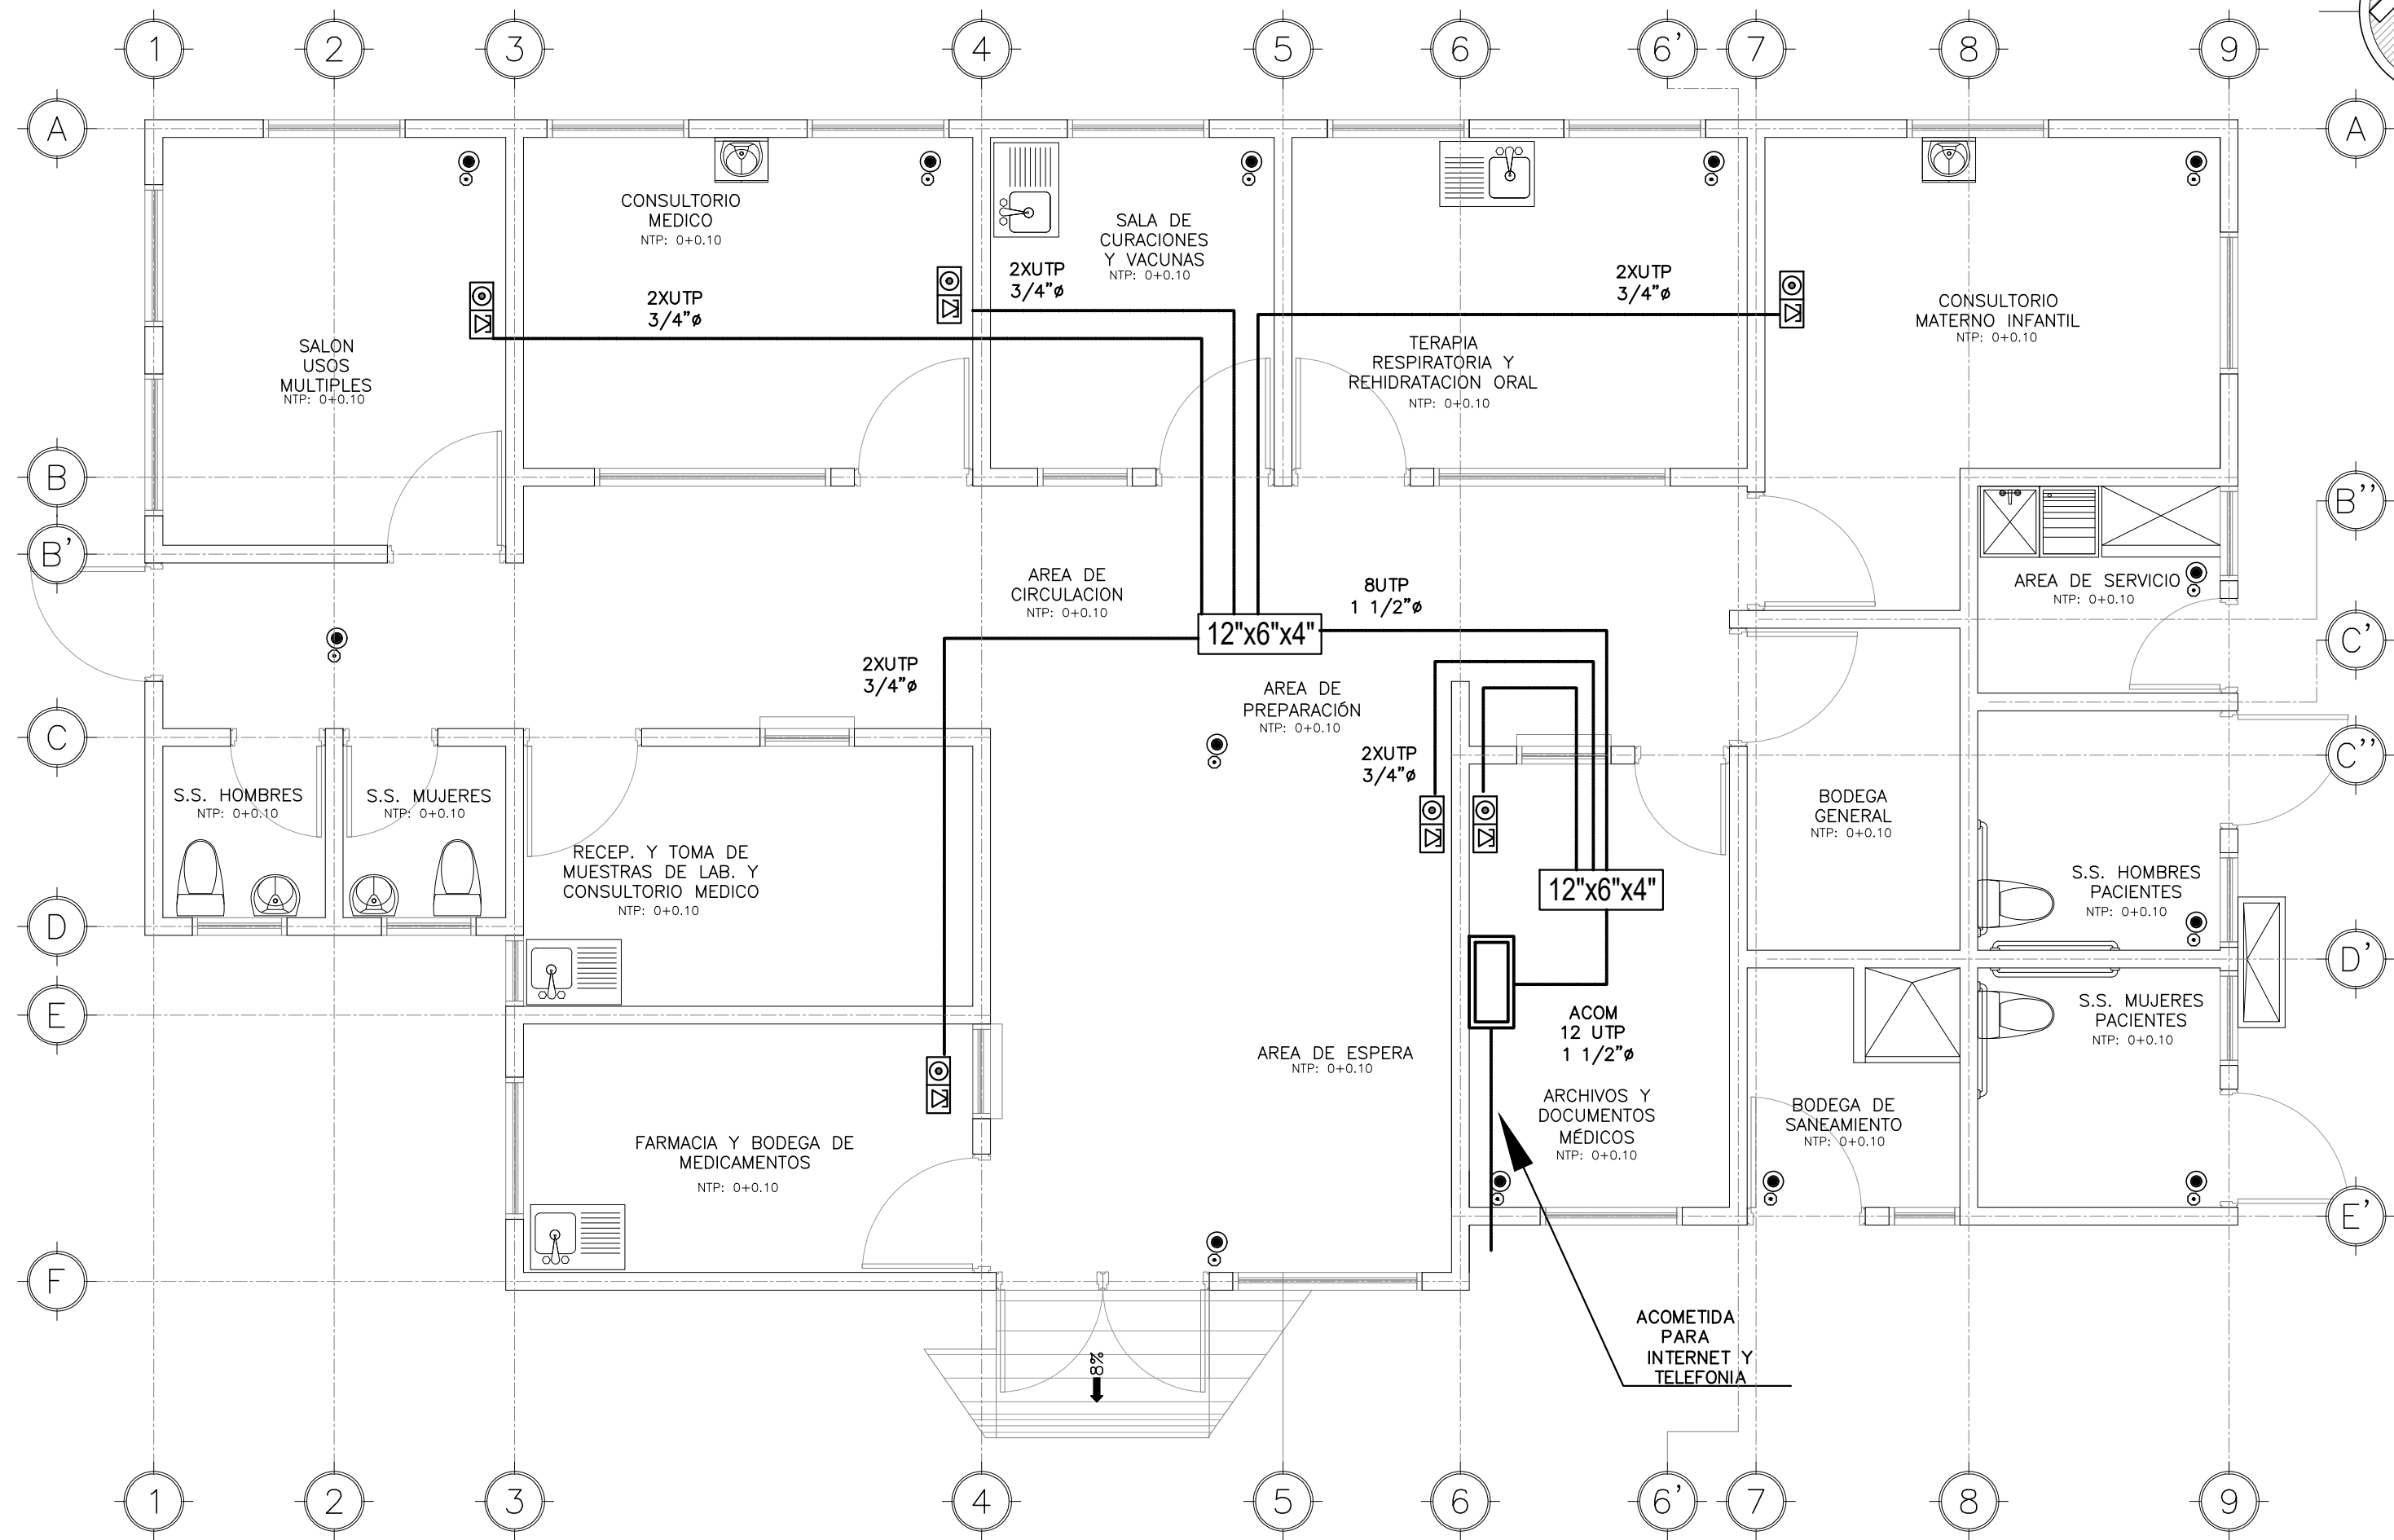 1 2 3 4 5 6 6' 7 8 9
A A
CONSULTORIO
MEDICO
NTP: 0+0.10
SALA DE
CURACIONES
Y VACUNAS
NTP: 0+0.10
2XUTP
3/4"ø
2XUTP
3/4"ø
2XUTP
3/4"ø
CONSULTORIO
MATERNO INFANTIL
NTP: 0+0.10
SALON
USOS
MULTIPLES
NTP: 0+0.10
TERAPIA
RESPIRATORIA Y
REHIDRATACION ORAL
NTP: 0+0.10
B B''
B'
AREA DE
CIRCULACION
NTP: 0+0.10
8UTP
1 1/2"ø
AREA DE SERVICIO
NTP: 0+0.10
12"x6"x4"
C'
2XUTP
3/4"ø
AREA DE
PREPARACIÓN
NTP: 0+0.10
C C''
2XUTP
3/4"ø
S.S. HOMBRES
NTP: 0+0.10
S.S. MUJERES
NTP: 0+0.10
BODEGA
GENERAL
NTP: 0+0.10
RECEP. Y TOMA DE
MUESTRAS DE LAB. Y
CONSULTORIO MEDICO
NTP: 0+0.10
12"x6"x4"
S.S. HOMBRES
PACIENTES
NTP: 0+0.10
D D'
E
ACOM
12 UTP
1 1/2"ø
S.S. MUJERES
PACIENTES
NTP: 0+0.10
AREA DE ESPERA
NTP: 0+0.10
ARCHIVOS Y
DOCUMENTOS
MÉDICOS
NTP: 0+0.10
BODEGA DE
SANEAMIENTO
NTP: 0+0.10
FARMACIA Y BODEGA DE
MEDICAMENTOS
NTP: 0+0.10
E'
F
8%
ACOMETIDA
PARA
INTERNET Y
TELEFONIA
1 2 3 4 5 6 6' 7 8 9